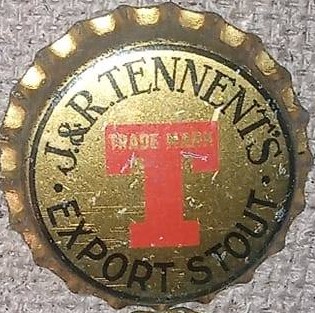 J.&R. TENNENT'S
TRADE MARK
T
EXPORT STOUT